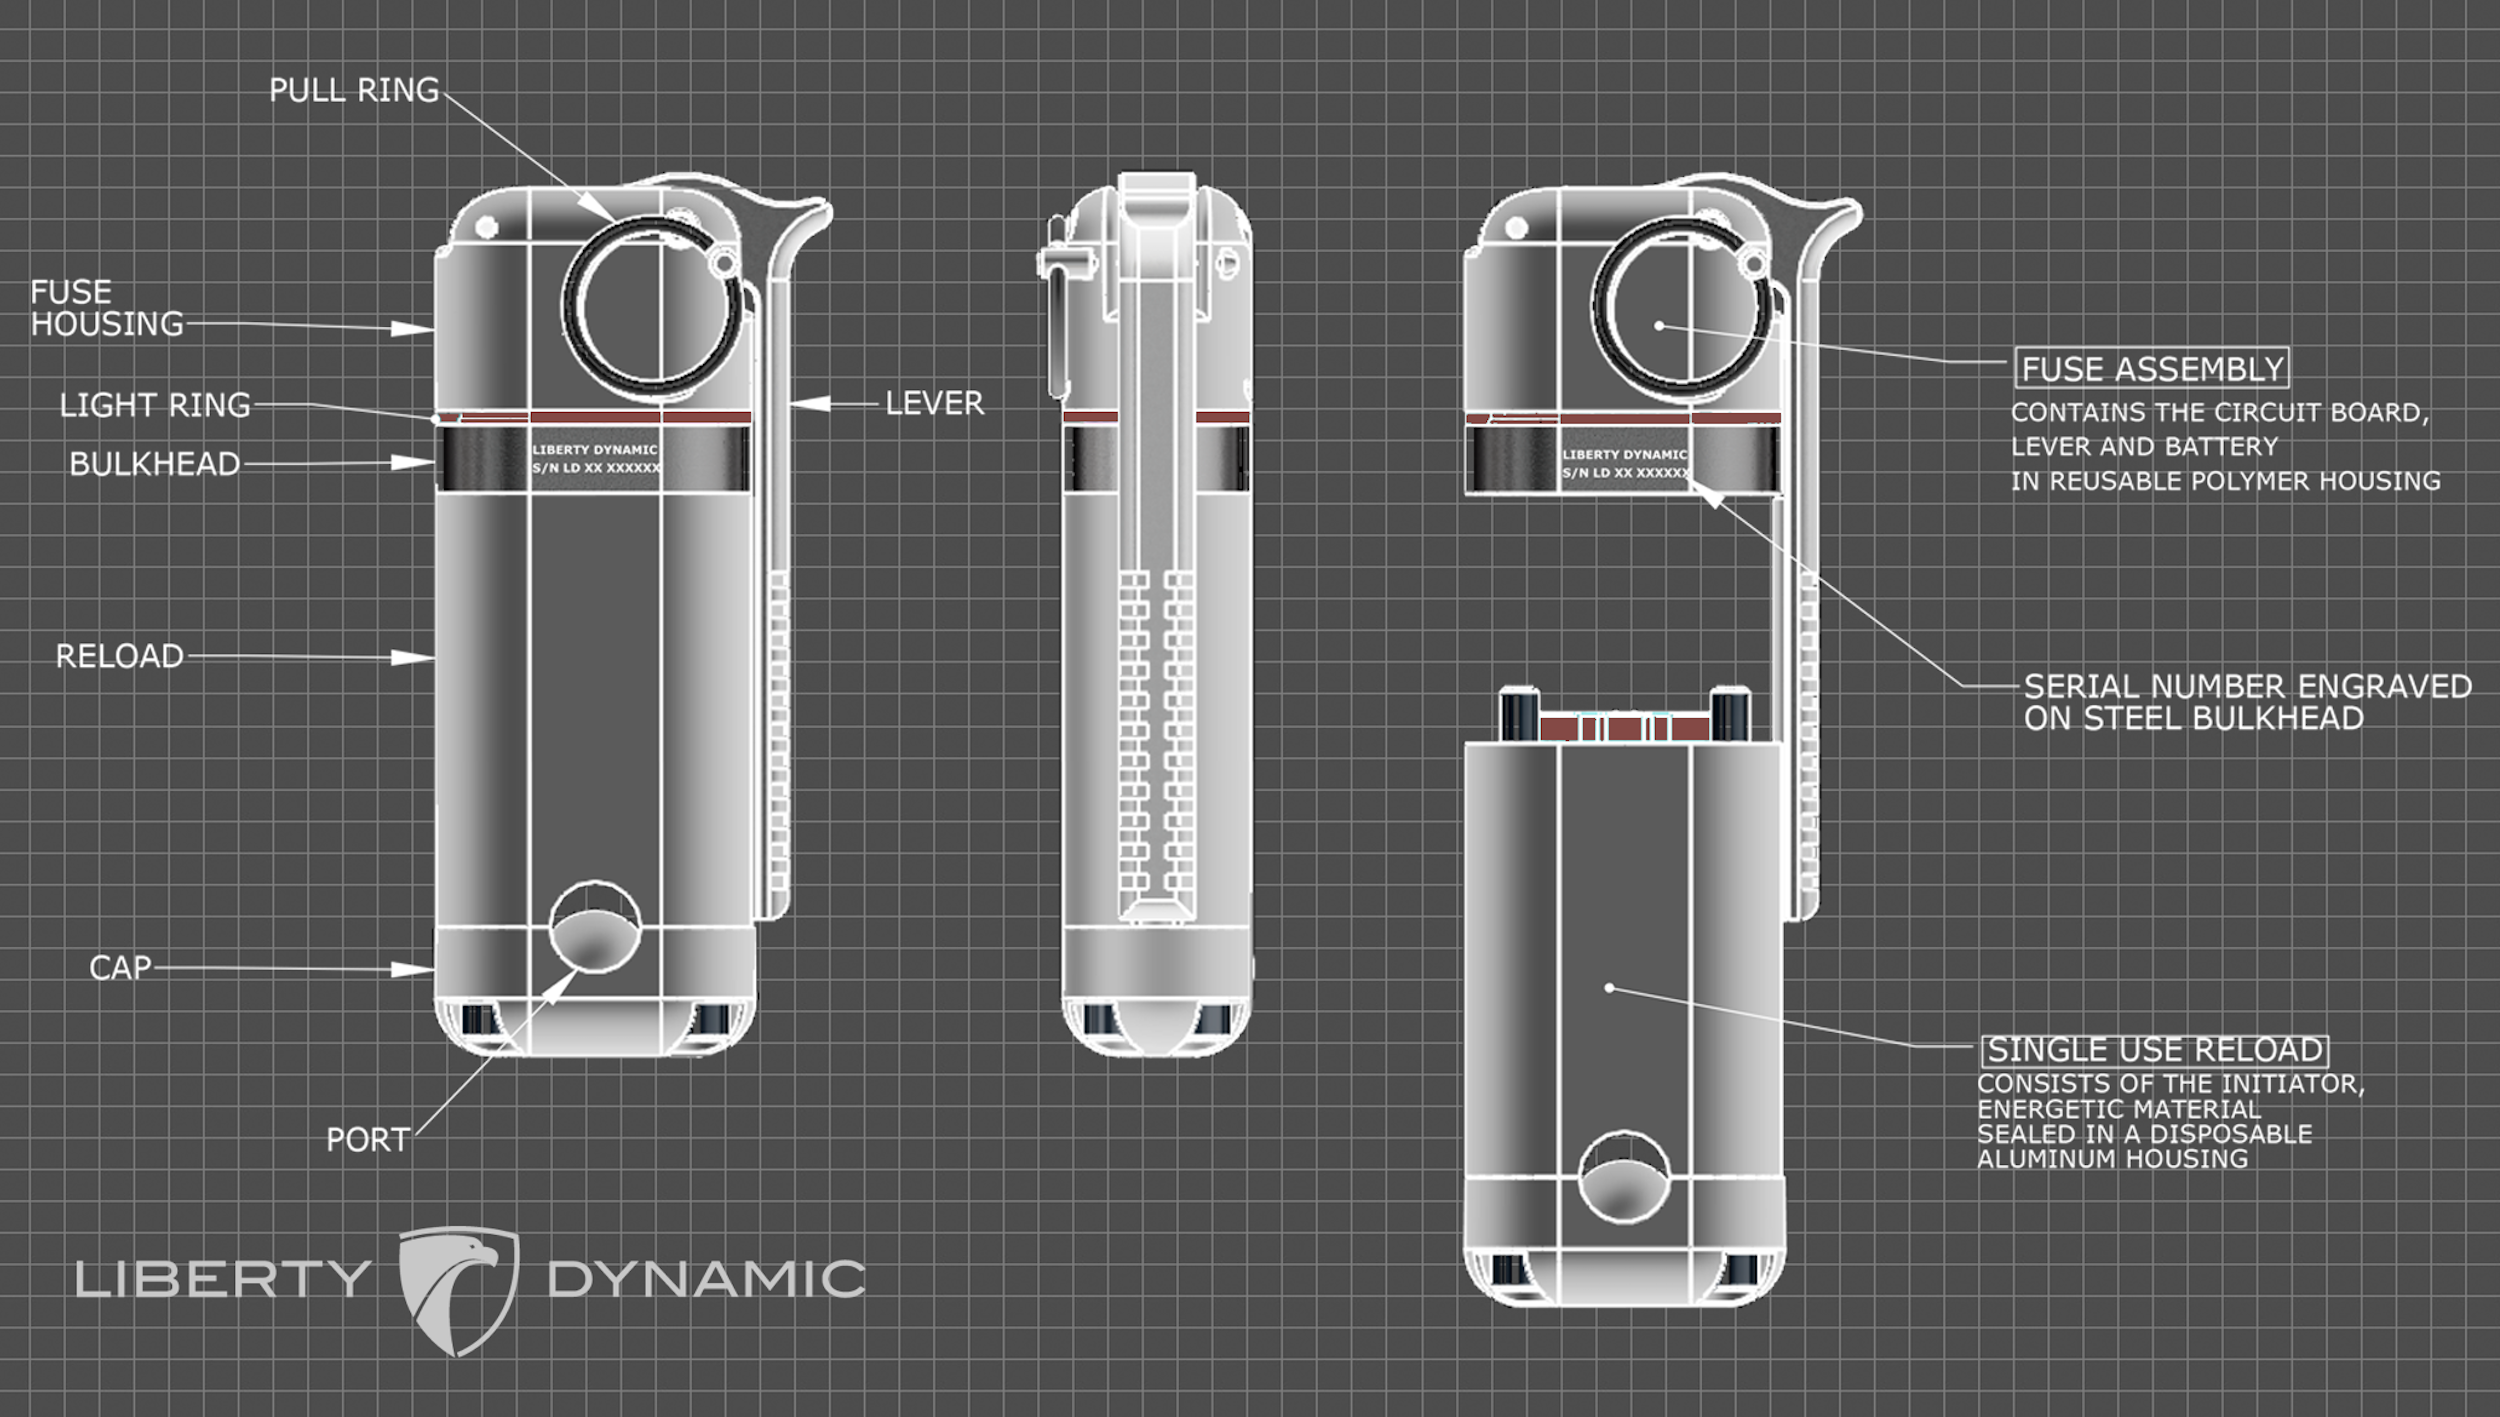 PULL RING
FUSE
HOUSING
LIGHT RING
BULKHEAD
LIBERTY DYNAMIC
S/N LD XX XXXXXX
LEVER
RELOAD
CAP
PORT
LIBERTY DYNAMIC
S/N LD XX XXXXXX
FUSE ASSEMBLY
CONTAINS THE CIRCUIT BOARD,
LEVER AND BATTERY
IN REUSABLE POLYMER HOUSING
SERIAL NUMBER ENGRAVED
ON STEEL BULKHEAD
SINGLE USE RELOAD
CONSISTS OF THE INITIATOR,
ENERGETIC MATERIAL
SEALED IN A DISPOSABLE
ALUMINUM HOUSING
LIBERTY DYNAMIC